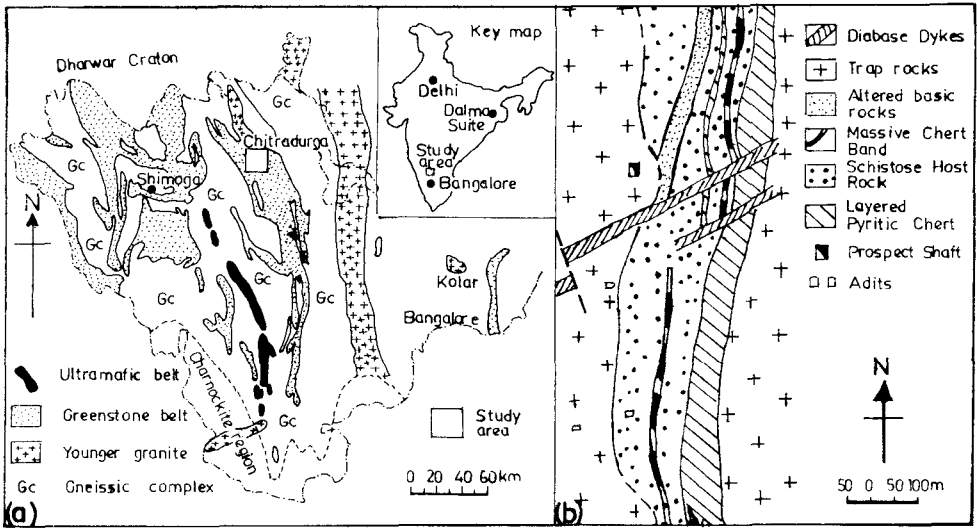 Dharwar Craton
Gc
Chitradurga
Gc
Shimoga
Gc
N
Gc
Gc
Gc
Kolar
Bangalore
Charnockite region
Gc
Ultramafic belt
Greenstone belt
Younger granite
Gc Gneissic complex
Study
area
0 20 40 60 km
(a)
Key map
Delhi
Dalma
Suite
Study
area
Bangalore
Diabase Dykes
Trap rocks
Altered basic
rocks
Massive Chert
Band
Schistose Host
Rock
Layered
Pyritic Chert
Prospect Shaft
Adits
N
50 0 50 100m
(b)